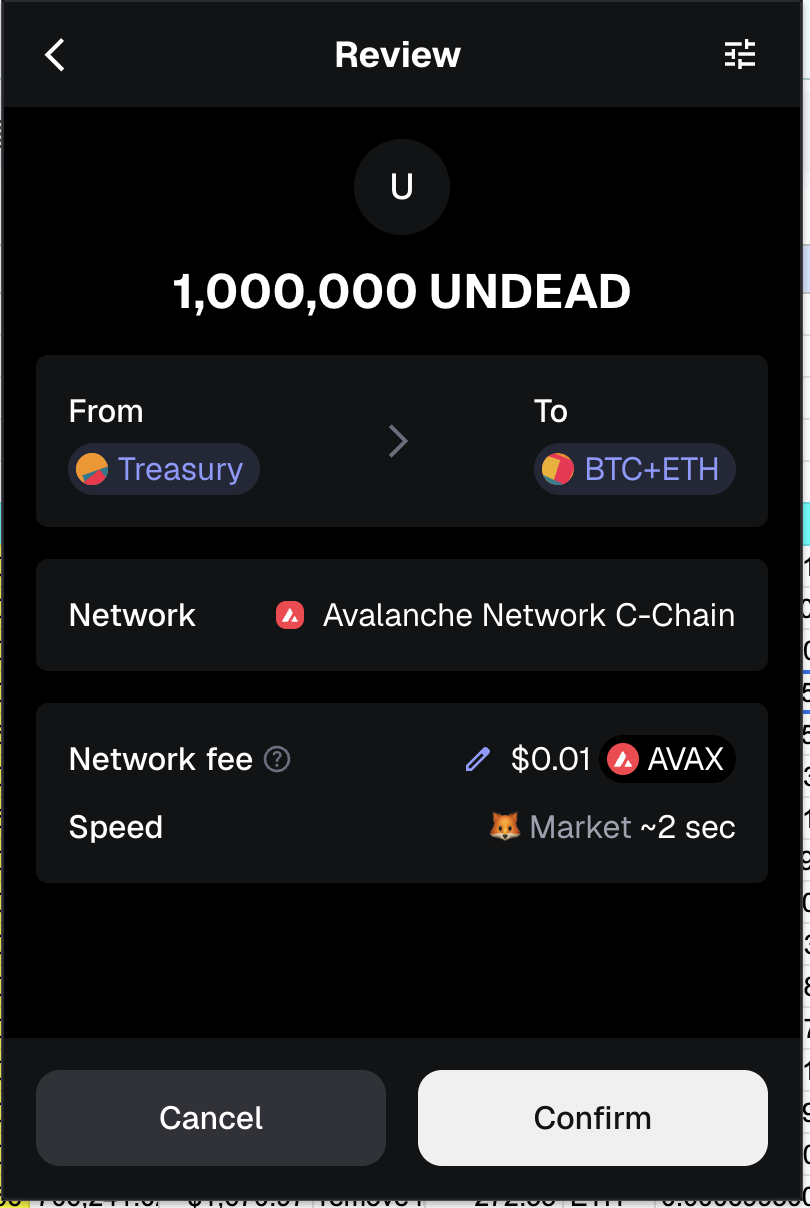 Review
U
1,000,000 UNDEAD
From To
Treasury BTC+ETH
Network Avalanche Network C-Chain
Network fee ? $0.01 AVAX
Speed Market ~2 sec
Cancel Confirm